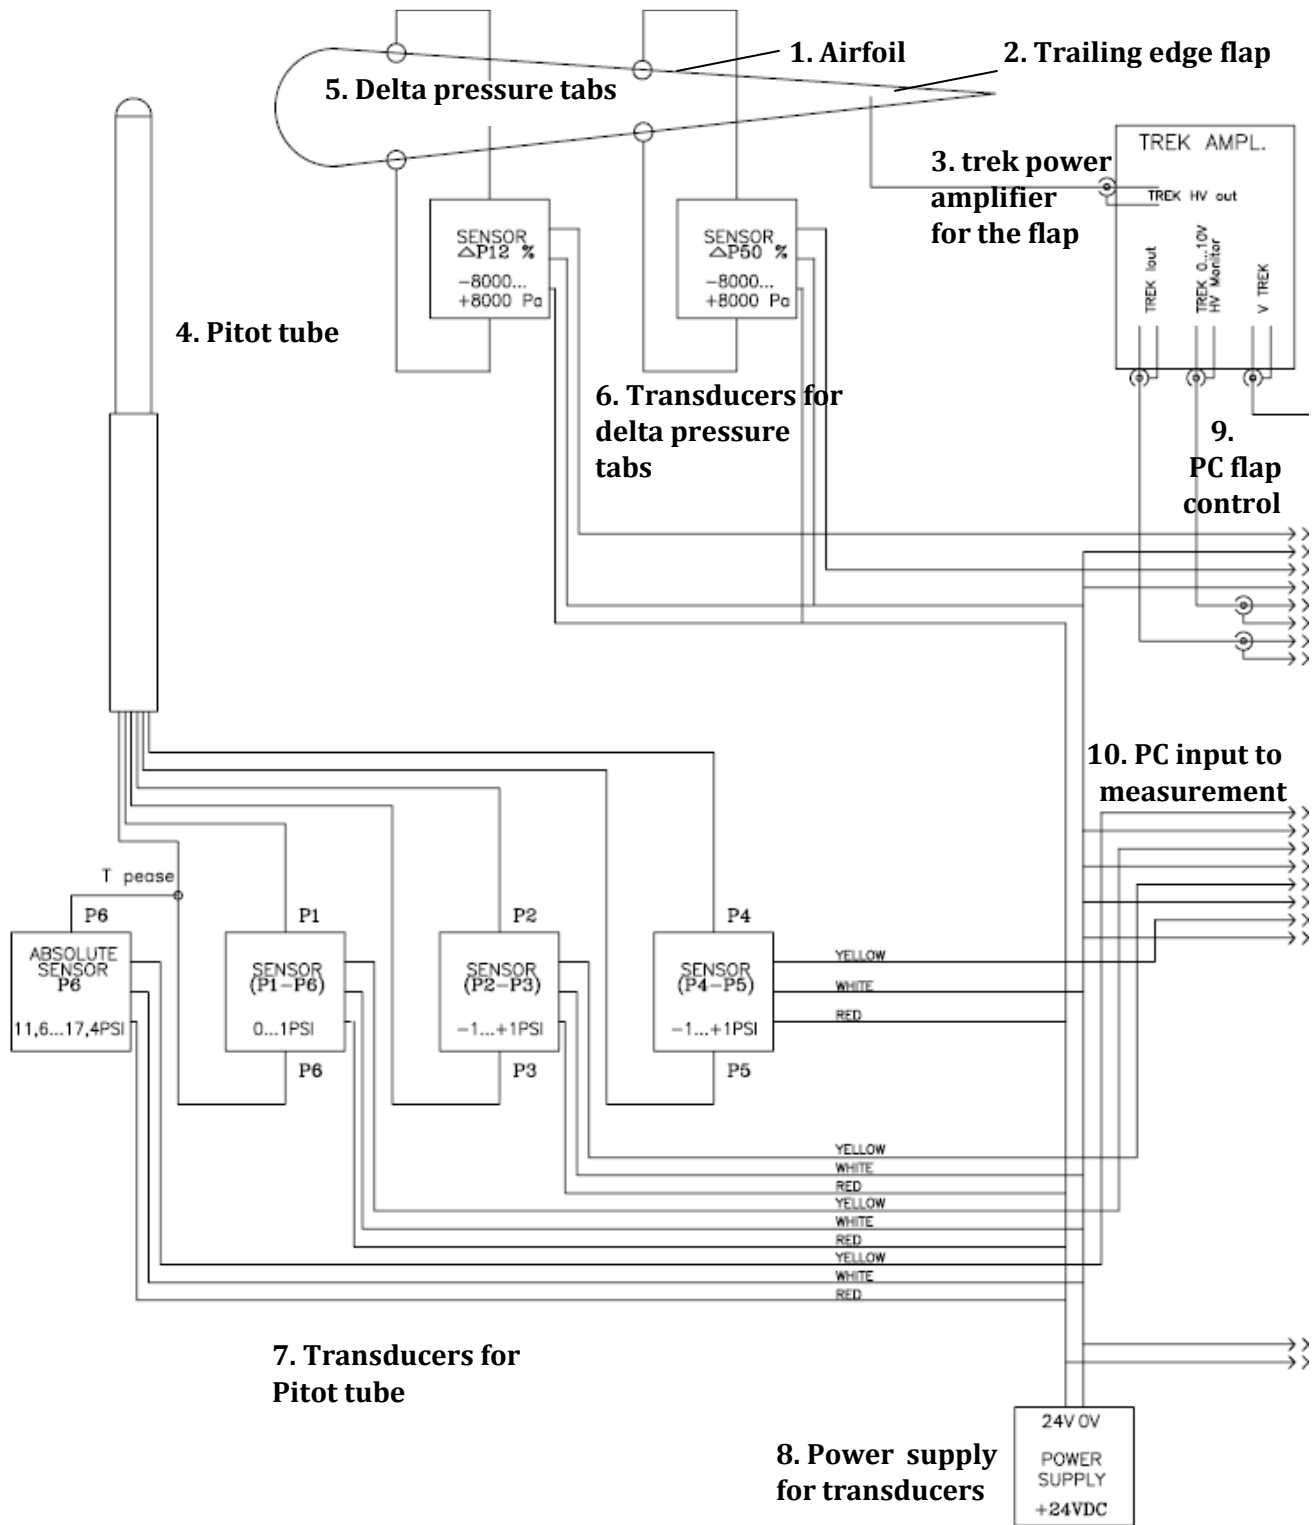 1. Airfoil
2. Trailing edge flap
5. Delta pressure tabs
TREK AMPL.
3. trek power
amplifier
for the flap
TREK HV out
TREK Iout
TREK 0...10V
HV Monitor
V TREK
SENSOR
△P12 %
-8000...
+8000 Pa
SENSOR
△P50 %
-8000...
+8000 Pa
4. Pitot tube
6. Transducers for
delta pressure
tabs
9.
PC flap
control
10. PC input to
measurement
T pease
P6
P1
P2
P4
ABSOLUTE
SENSOR
P6
11,6...17,4PSI
SENSOR
(P1-P6)
0...1PSI
SENSOR
(P2-P3)
-1...+1PSI
SENSOR
(P4-P5)
-1...+1PSI
YELLOW
WHITE
RED
P6
P3
P5
YELLOW
WHITE
RED
YELLOW
WHITE
RED
YELLOW
WHITE
RED
7. Transducers for
Pitot tube
8. Power supply
for transducers
24V 0V
POWER
SUPPLY
+24VDC